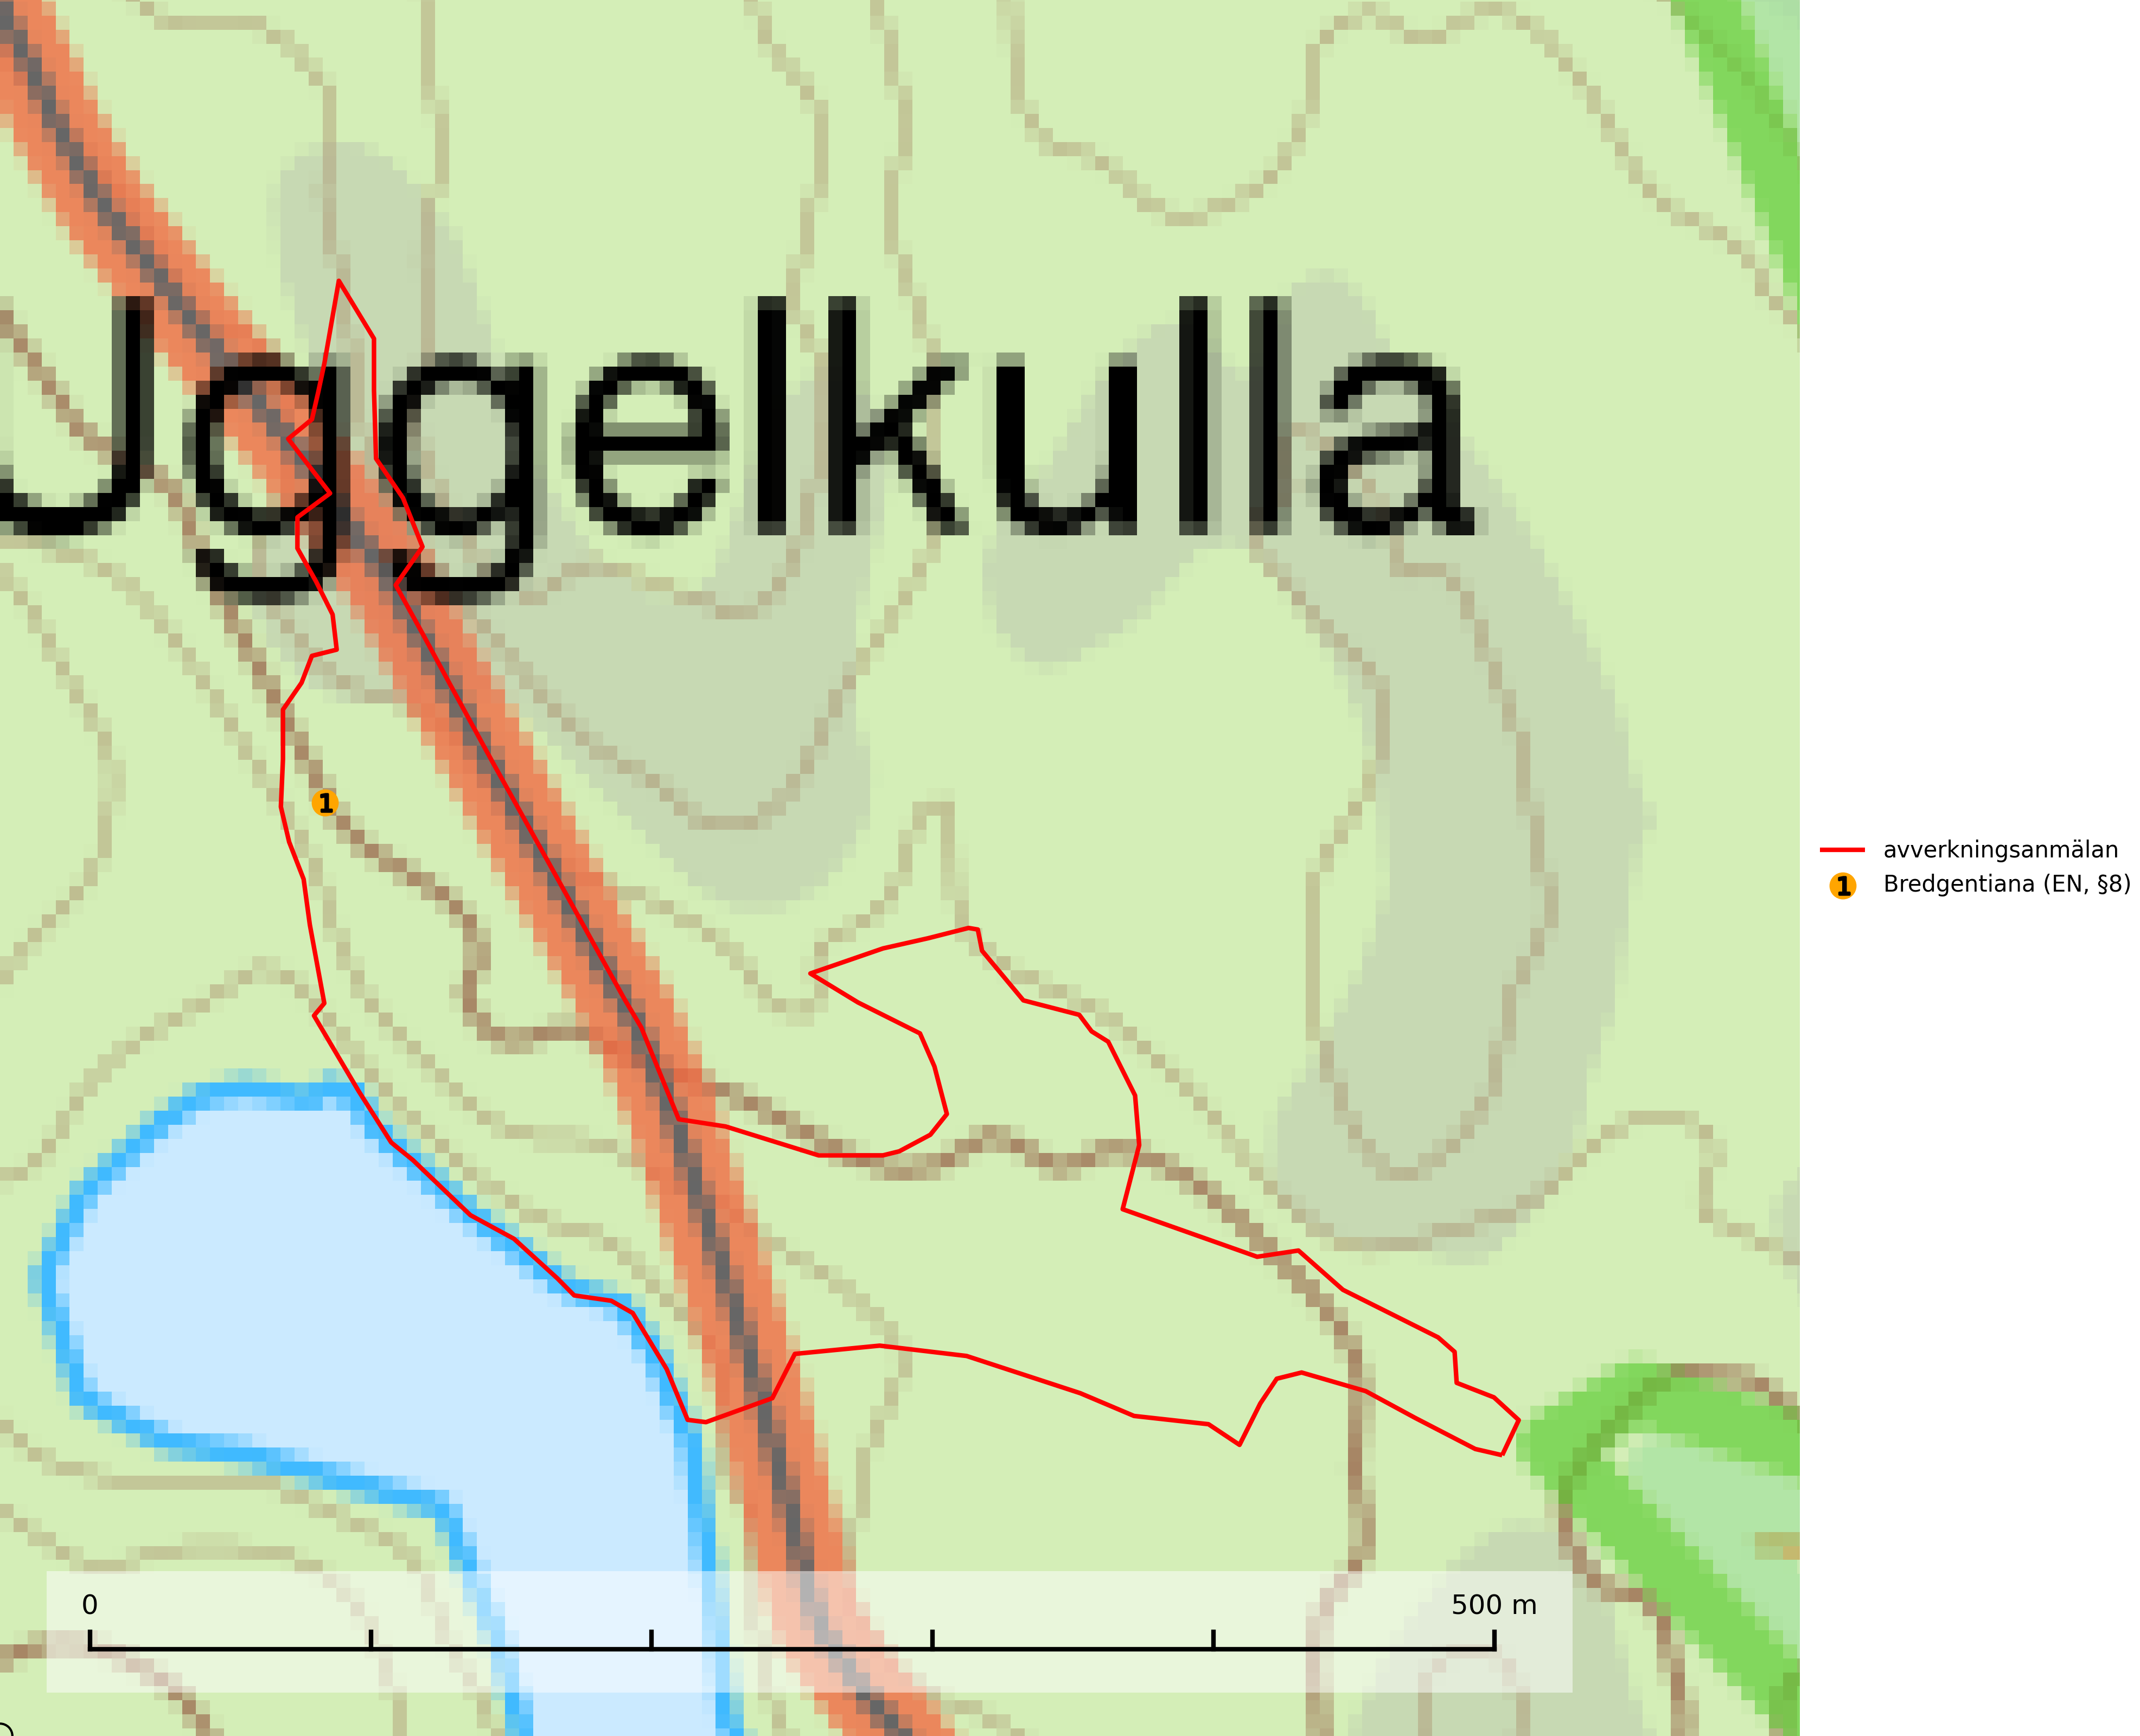 Uggelkulla
1
avverkningsanmälan
1 Bredgentiana (EN, §8)
0 500 m